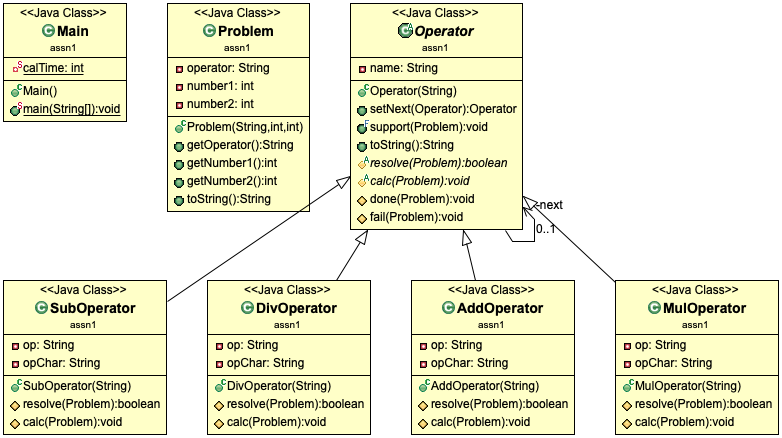 <<Java Class>>
Main
assn1
calTime: int
Main()
main(String[]):void
<<Java Class>>
Problem
assn1
operator: String
number1: int
number2: int
Problem(String,int,int)
getOperator():String
getNumber1():int
getNumber2():int
toString():String
<<Java Class>>
Operator
assn1
name: String
Operator(String)
setNext(Operator):Operator
support(Problem):void
toString():String
resolve(Problem):boolean
calc(Problem):void
done(Problem):void
fail(Problem):void
-next
0..1
<<Java Class>>
SubOperator
assn1
op: String
opChar: String
SubOperator(String)
resolve(Problem):boolean
calc(Problem):void
<<Java Class>>
DivOperator
assn1
op: String
opChar: String
DivOperator(String)
resolve(Problem):boolean
calc(Problem):void
<<Java Class>>
AddOperator
assn1
op: String
opChar: String
AddOperator(String)
resolve(Problem):boolean
calc(Problem):void
<<Java Class>>
MulOperator
assn1
op: String
opChar: String
MulOperator(String)
resolve(Problem):boolean
calc(Problem):void